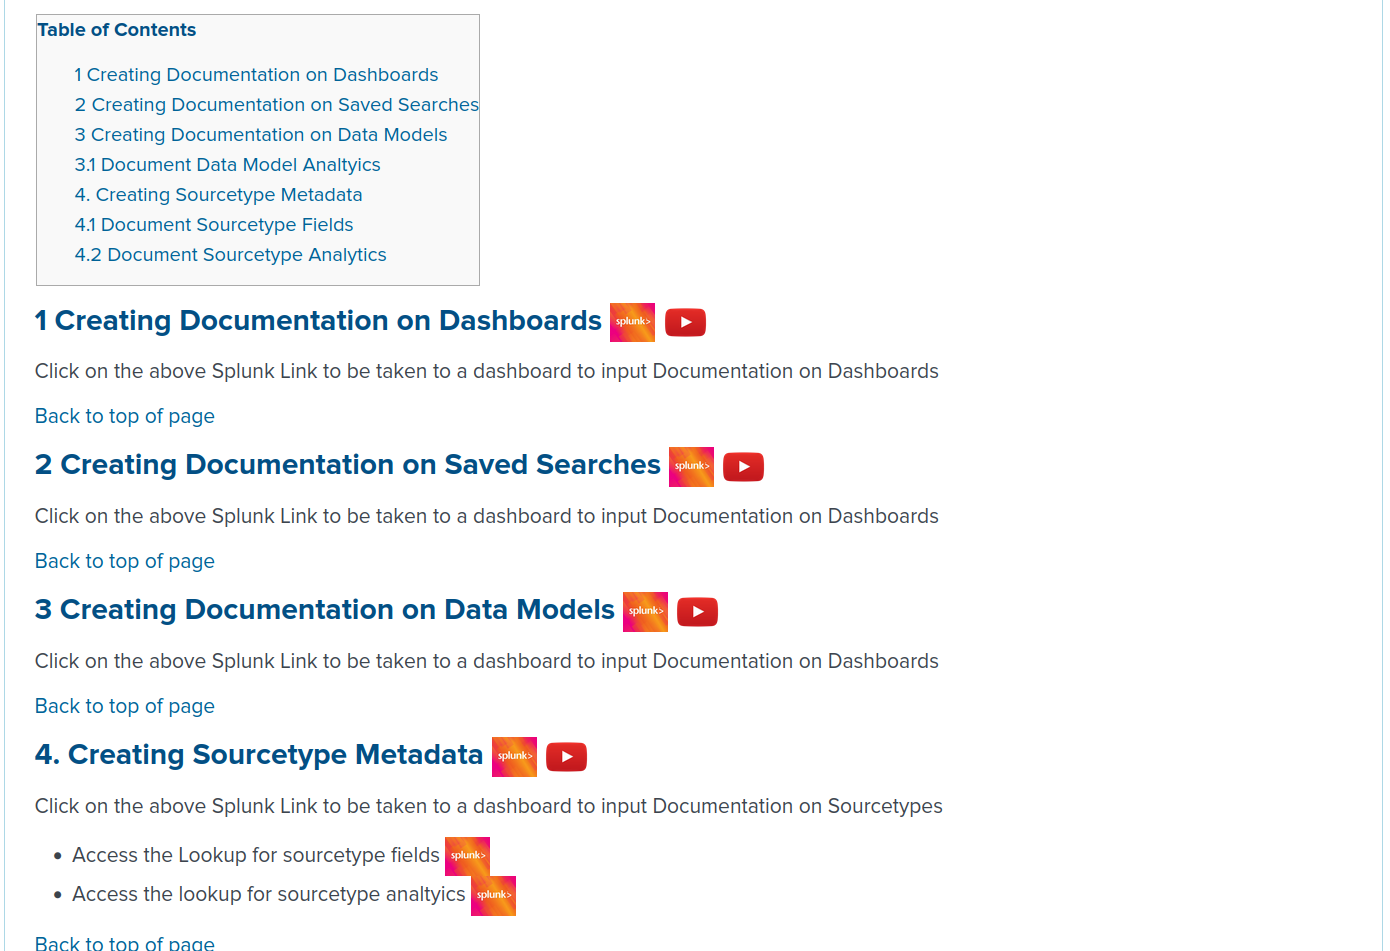 Table of Contents
1 Creating Documentation on Dashboards
2 Creating Documentation on Saved Searches
3 Creating Documentation on Data Models
3.1 Document Data Model Analtyics
4. Creating Sourcetype Metadata
4.1 Document Sourcetype Fields
4.2 Document Sourcetype Analytics
1 Creating Documentation on Dashboards splunk>
Click on the above Splunk Link to be taken to a dashboard to input Documentation on Dashboards
Back to top of page
2 Creating Documentation on Saved Searches splunk>
Click on the above Splunk Link to be taken to a dashboard to input Documentation on Dashboards
Back to top of page
3 Creating Documentation on Data Models splunk>
Click on the above Splunk Link to be taken to a dashboard to input Documentation on Dashboards
Back to top of page
4. Creating Sourcetype Metadata splunk>
Click on the above Splunk Link to be taken to a dashboard to input Documentation on Sourcetypes
• Access the Lookup for sourcetype fields splunk>
• Access the lookup for sourcetype analtyics splunk>
Back to top of page